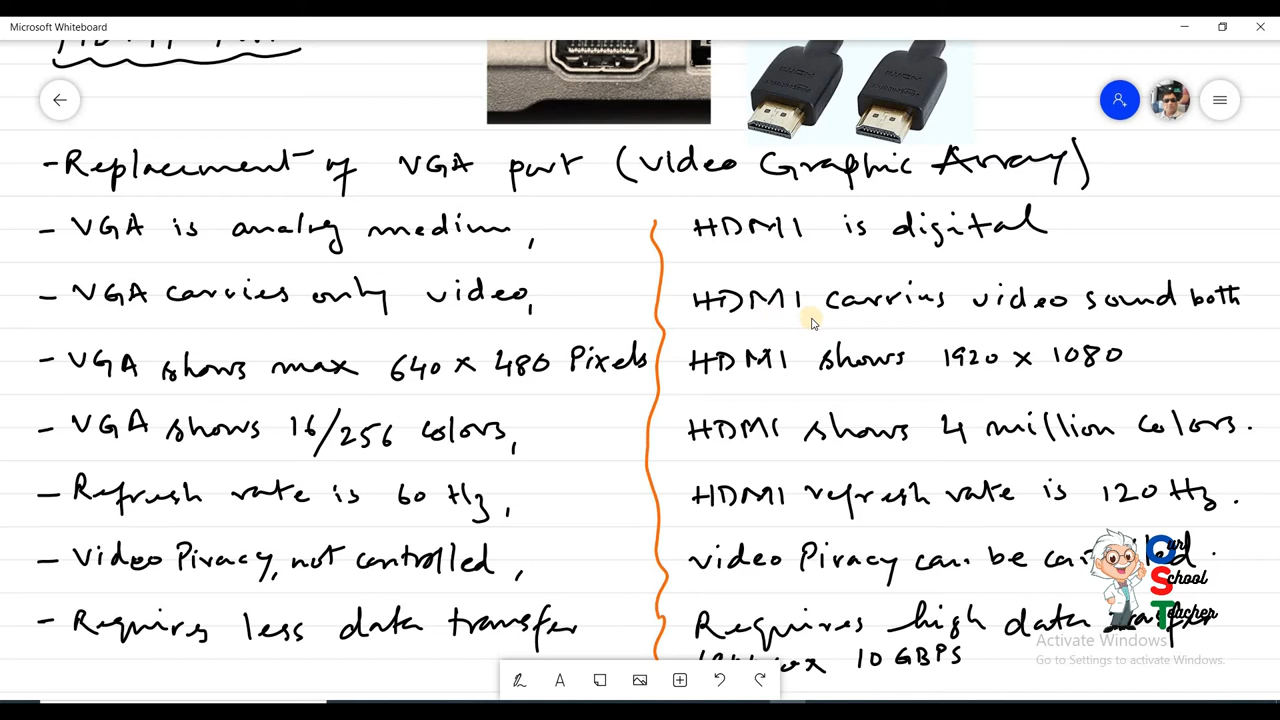 Microsoft Whiteboard
HDMI Port
-Replacement of VGA port (Video Graphic Array)
- VGA is analog medium, HDMI is digital
- VGA carries only video, HDMI carries video sound both
- VGA shows max 640 x 480 Pixels HDMI shows 1920 x 1080
- VGA shows 16/256 colors, HDMI shows 4 million colors.
- Refresh rate is 60 Hz, HDMI refresh rate is 120 Hz.
- Video Piracy, not controlled, video Piracy can be
- Requires less data transfer Requires high data
10 GBPS
Our School Teacher
Activate Windows
Go to Settings to activate Windows.